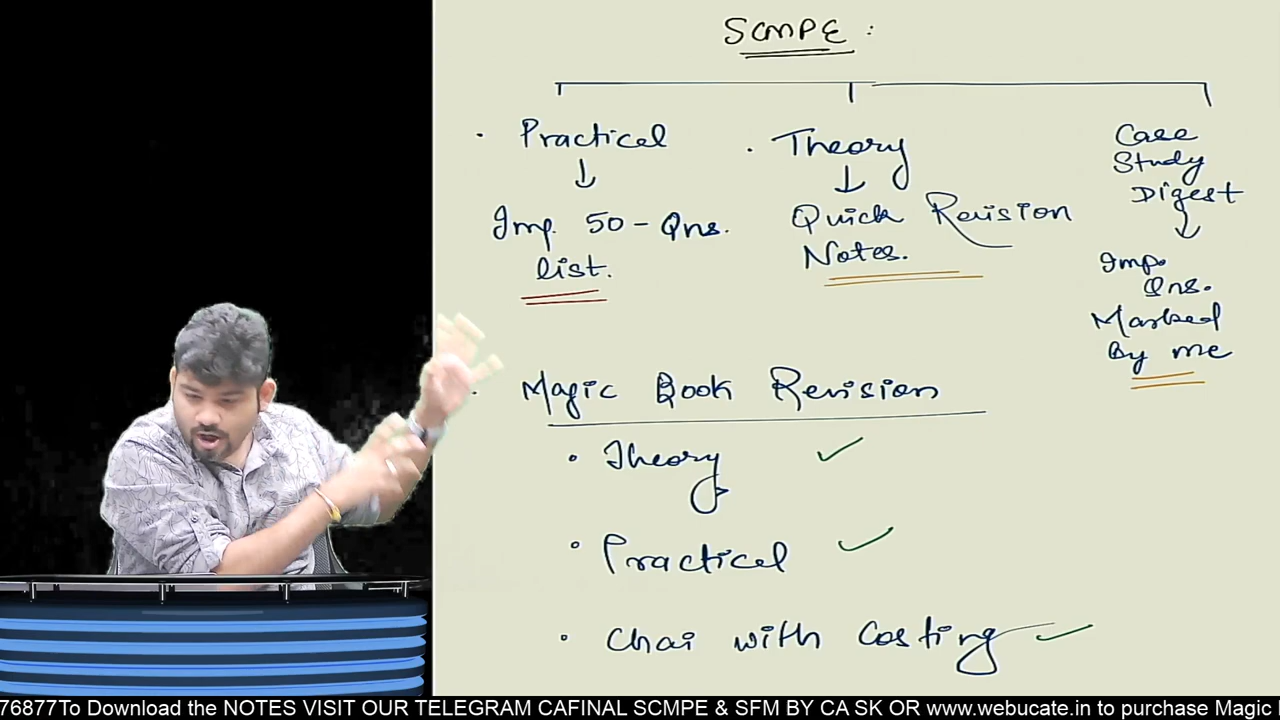 SCMPE :
• Practical
↓
Imp. 50 - Qns.
list.
• Theory
↓
Quick Revision
Notes.
Case
Study
Digest
↓
Imp.
Qns.
Marked
By me
• Magic Book Revision
• Theory ✓
• Practical ✓
• Chai with Costing ✓
76877To Download the NOTES VISIT OUR TELEGRAM CAFINAL SCMPE & SFM BY CA SK OR www.webucate.in to purchase Magic